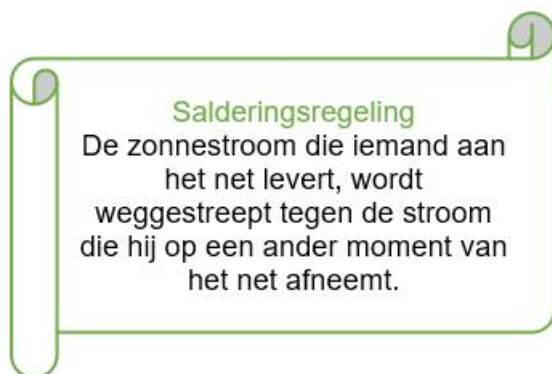 Salderingsregeling
De zonnestroom die iemand aan
het net levert, wordt
weggestreept tegen de stroom
die hij op een ander moment van
het net afneemt.